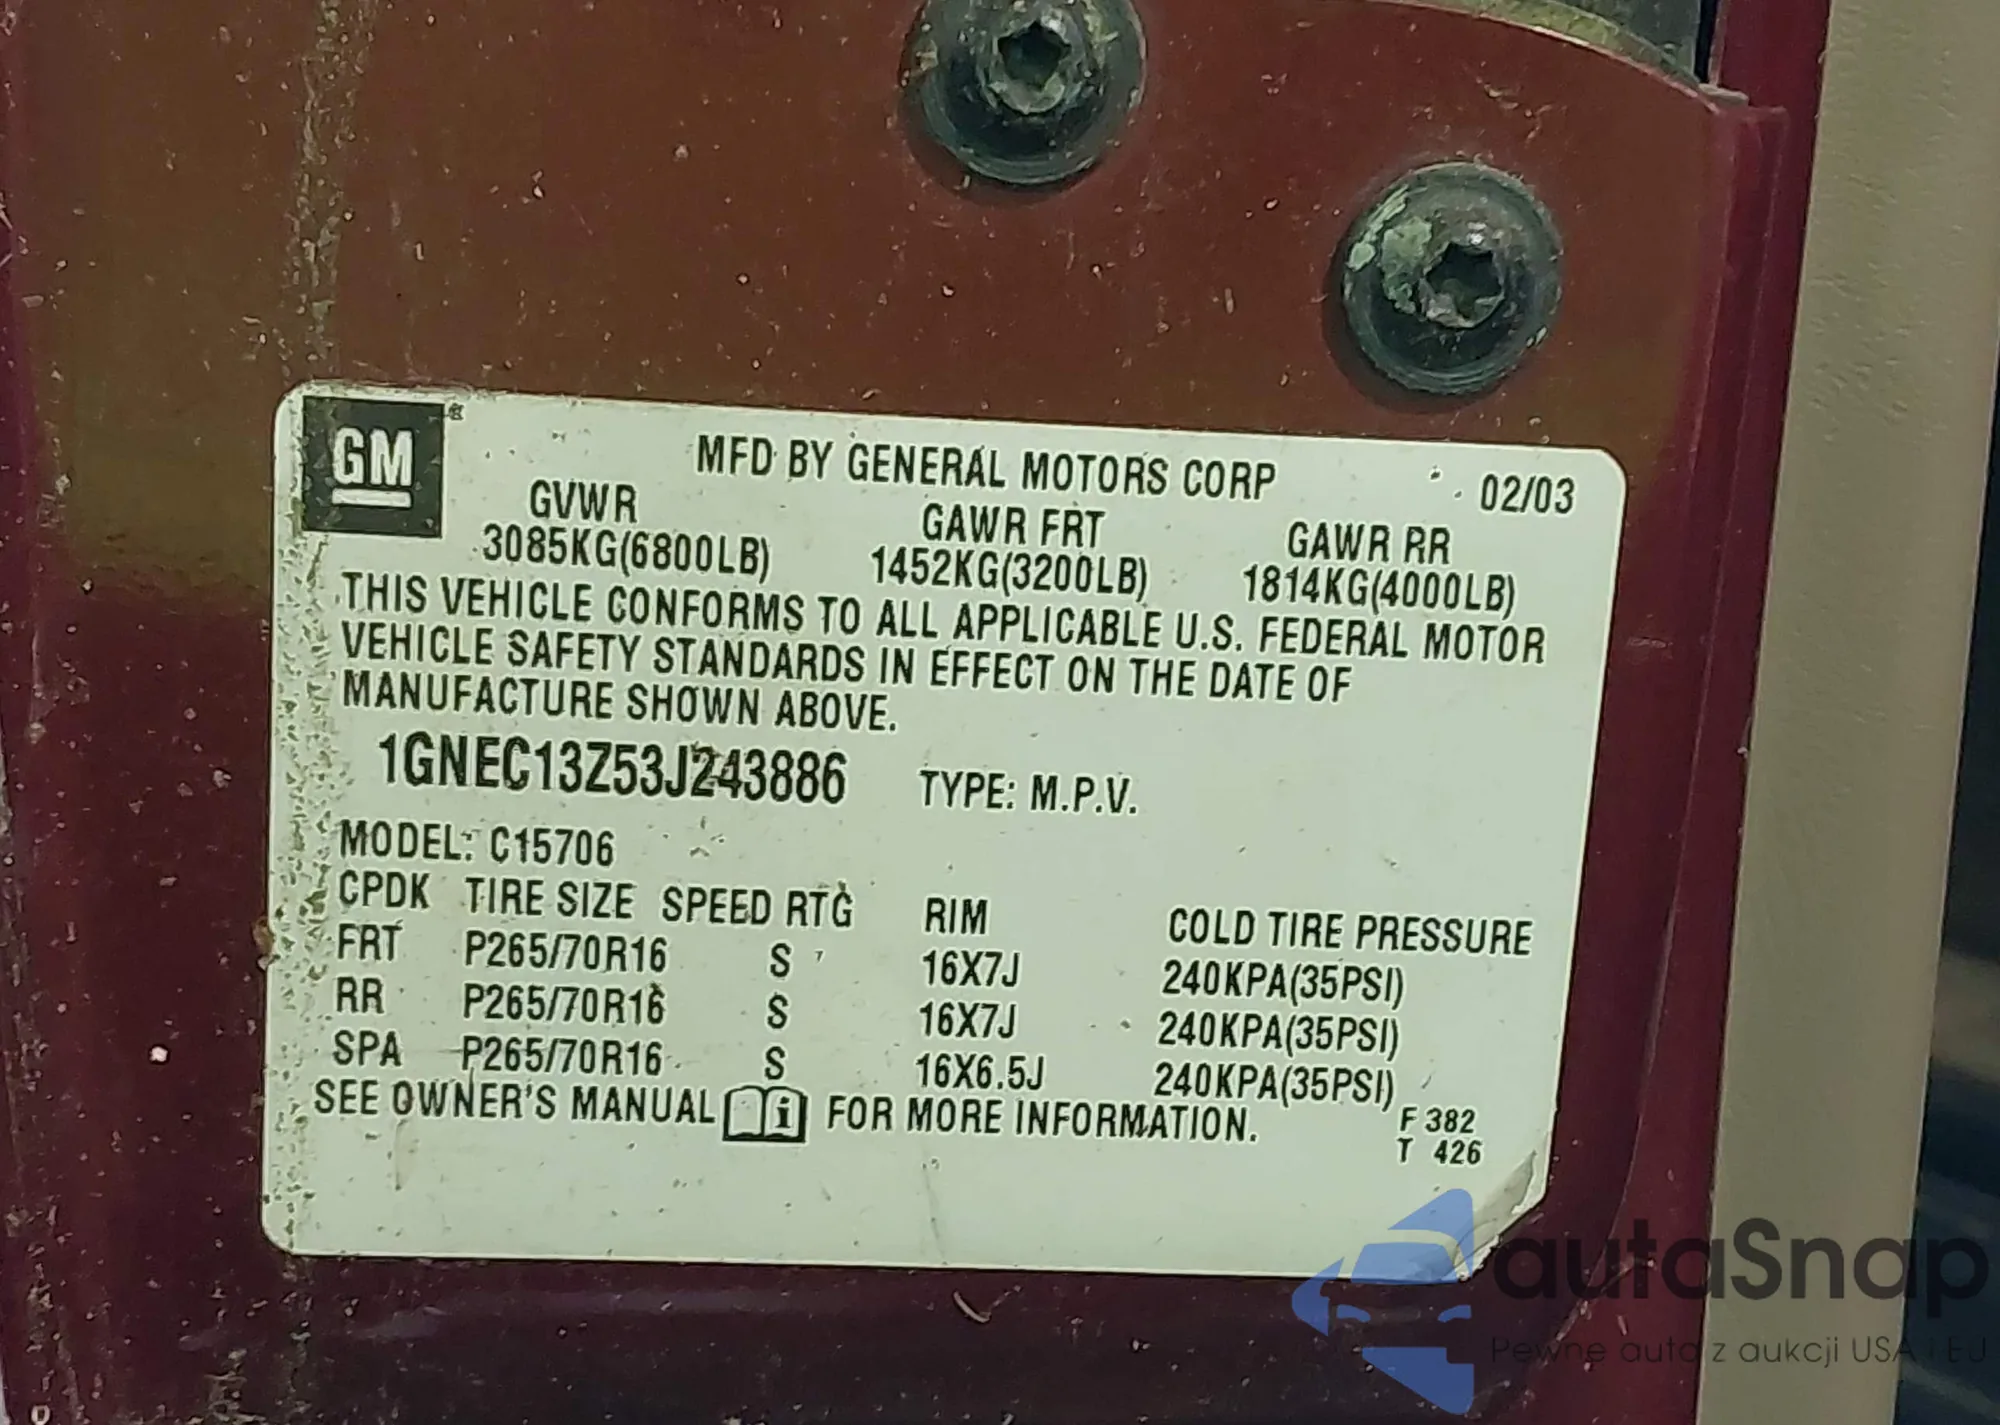 GM ®
MFD BY GENERAL MOTORS CORP 02/03
GVWR GAWR FRT GAWR RR
3085KG(6800LB) 1452KG(3200LB) 1814KG(4000LB)
THIS VEHICLE CONFORMS TO ALL APPLICABLE U.S. FEDERAL MOTOR
VEHICLE SAFETY STANDARDS IN EFFECT ON THE DATE OF
MANUFACTURE SHOWN ABOVE.
1GNEC13Z53J243886 TYPE: M.P.V.
MODEL: C15706
CPDK TIRE SIZE SPEED RTG RIM COLD TIRE PRESSURE
FRT P265/70R16 S 16X7J 240KPA(35PSI)
RR P265/70R16 S 16X7J 240KPA(35PSI)
SPA P265/70R16 S 16X6.5J 240KPA(35PSI)
SEE OWNER'S MANUAL i FOR MORE INFORMATION.
F 382
T 426
autaSnap
Pewne auta z aukcji USA i EU